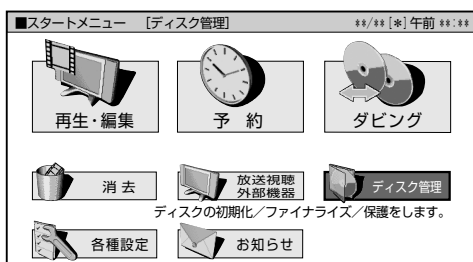 ■スタートメニュー [ディスク管理] **/**[*]午前**:**
再生・編集 予 約 ダビング
消 去 放送視聴 ディスク管理
外部機器
ディスクの初期化／ファイナライズ／保護をします。
各種設定 お知らせ